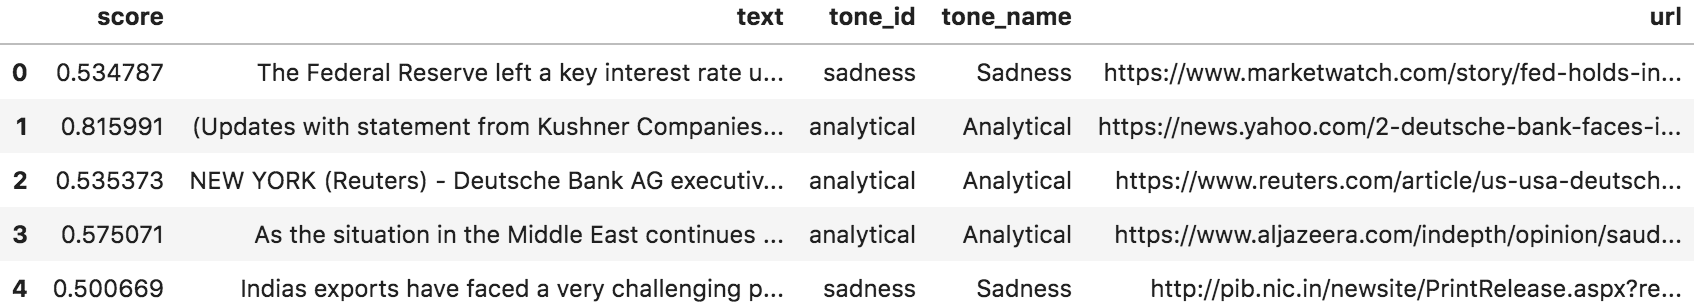 score text tone_id tone_name url
0 0.534787 The Federal Reserve left a key interest rate u... sadness Sadness https://www.marketwatch.com/story/fed-holds-in...
1 0.815991 (Updates with statement from Kushner Companies... analytical Analytical https://news.yahoo.com/2-deutsche-bank-faces-i...
2 0.535373 NEW YORK (Reuters) - Deutsche Bank AG executiv... analytical Analytical https://www.reuters.com/article/us-usa-deutsch...
3 0.575071 As the situation in the Middle East continues ... analytical Analytical https://www.aljazeera.com/indepth/opinion/saud...
4 0.500669 Indias exports have faced a very challenging p... sadness Sadness http://pib.nic.in/newsite/PrintRelease.aspx?re...